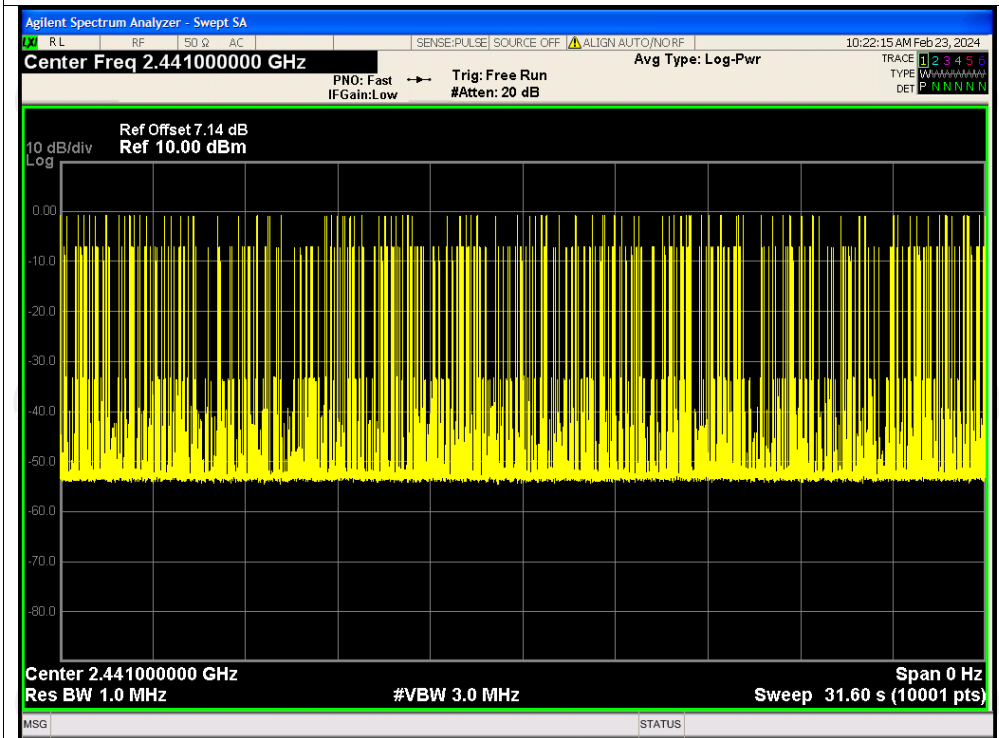 Agilent Spectrum Analyzer - Swept SA
LXI RL RF 50 Ω AC SENSE:PULSE SOURCE OFF ALIGN AUTO/NO RF 10:22:15 AM Feb 23, 2024
Center Freq 2.441000000 GHz Avg Type: Log-Pwr TRACE 1 2 3 4 5 6
PNO: Fast Trig: Free Run TYPE W
IFGain:Low #Atten: 20 dB DET P N N N N N
Ref Offset 7.14 dB
10 dB/div Ref 10.00 dBm
Log
0.00
-10.0
-20.0
-30.0
-40.0
-50.0
-60.0
-70.0
-80.0
Center 2.441000000 GHz Span 0 Hz
Res BW 1.0 MHz #VBW 3.0 MHz Sweep 31.60 s (10001 pts)
MSG STATUS